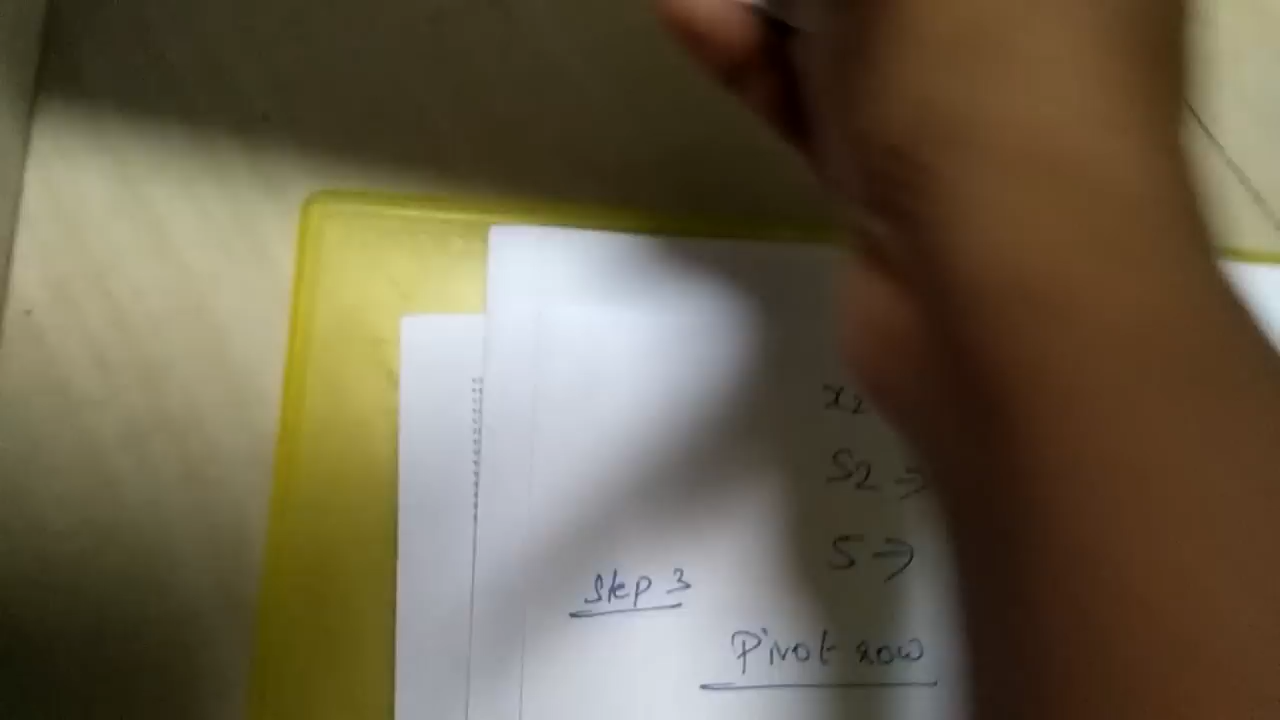 x2
S2 →
S →
Step 3
Pivot row